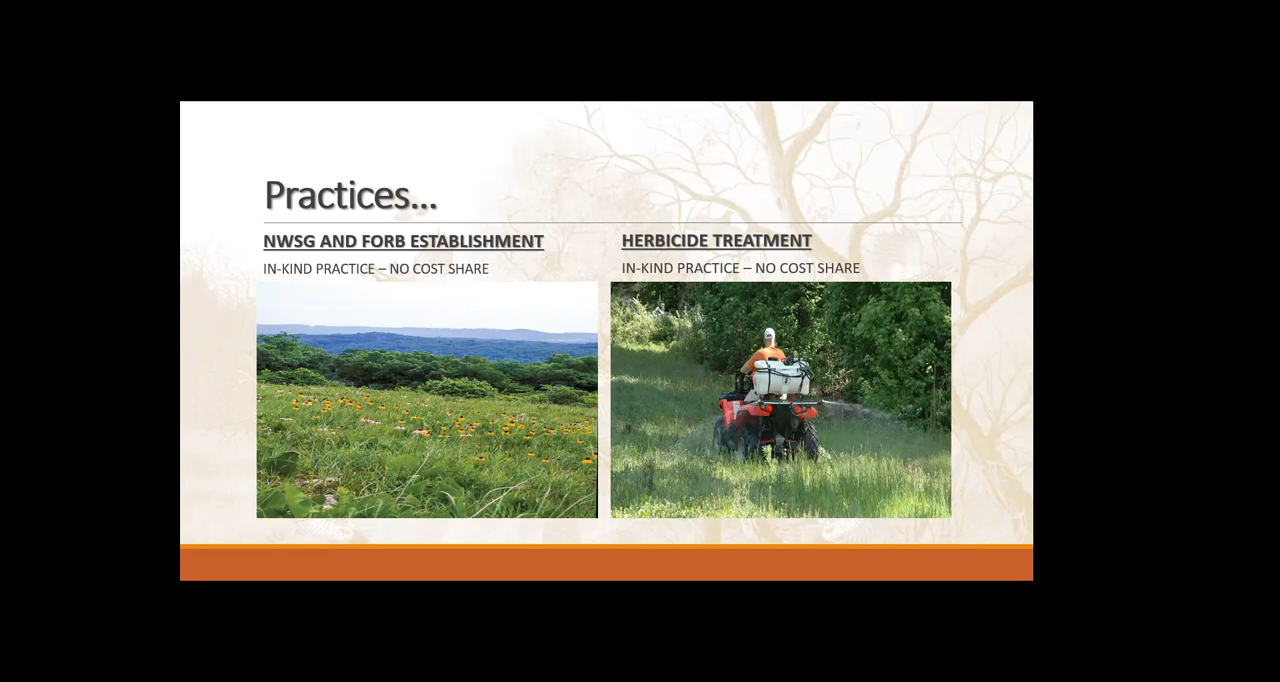 Practices...
NWSG AND FORB ESTABLISHMENT
IN-KIND PRACTICE – NO COST SHARE
HERBICIDE TREATMENT
IN-KIND PRACTICE – NO COST SHARE